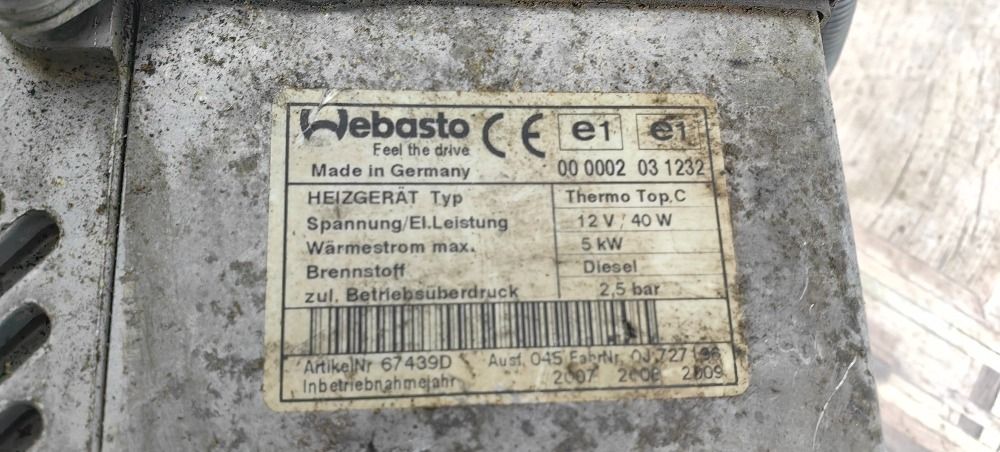 Webasto CE e1 e1
Feel the drive
Made in Germany 00 0002 03 1232
HEIZGERÄT Typ Thermo Top.C
Spannung/El.Leistung 12 V / 40 W
Wärmestrom max. 5 kW
Brennstoff Diesel
zul. Betriebsüberdruck 2,5 bar
ArtikelNr 67439D Ausf. 045 FabrNr.
Inbetriebnahmejahr 2007 2008 2009